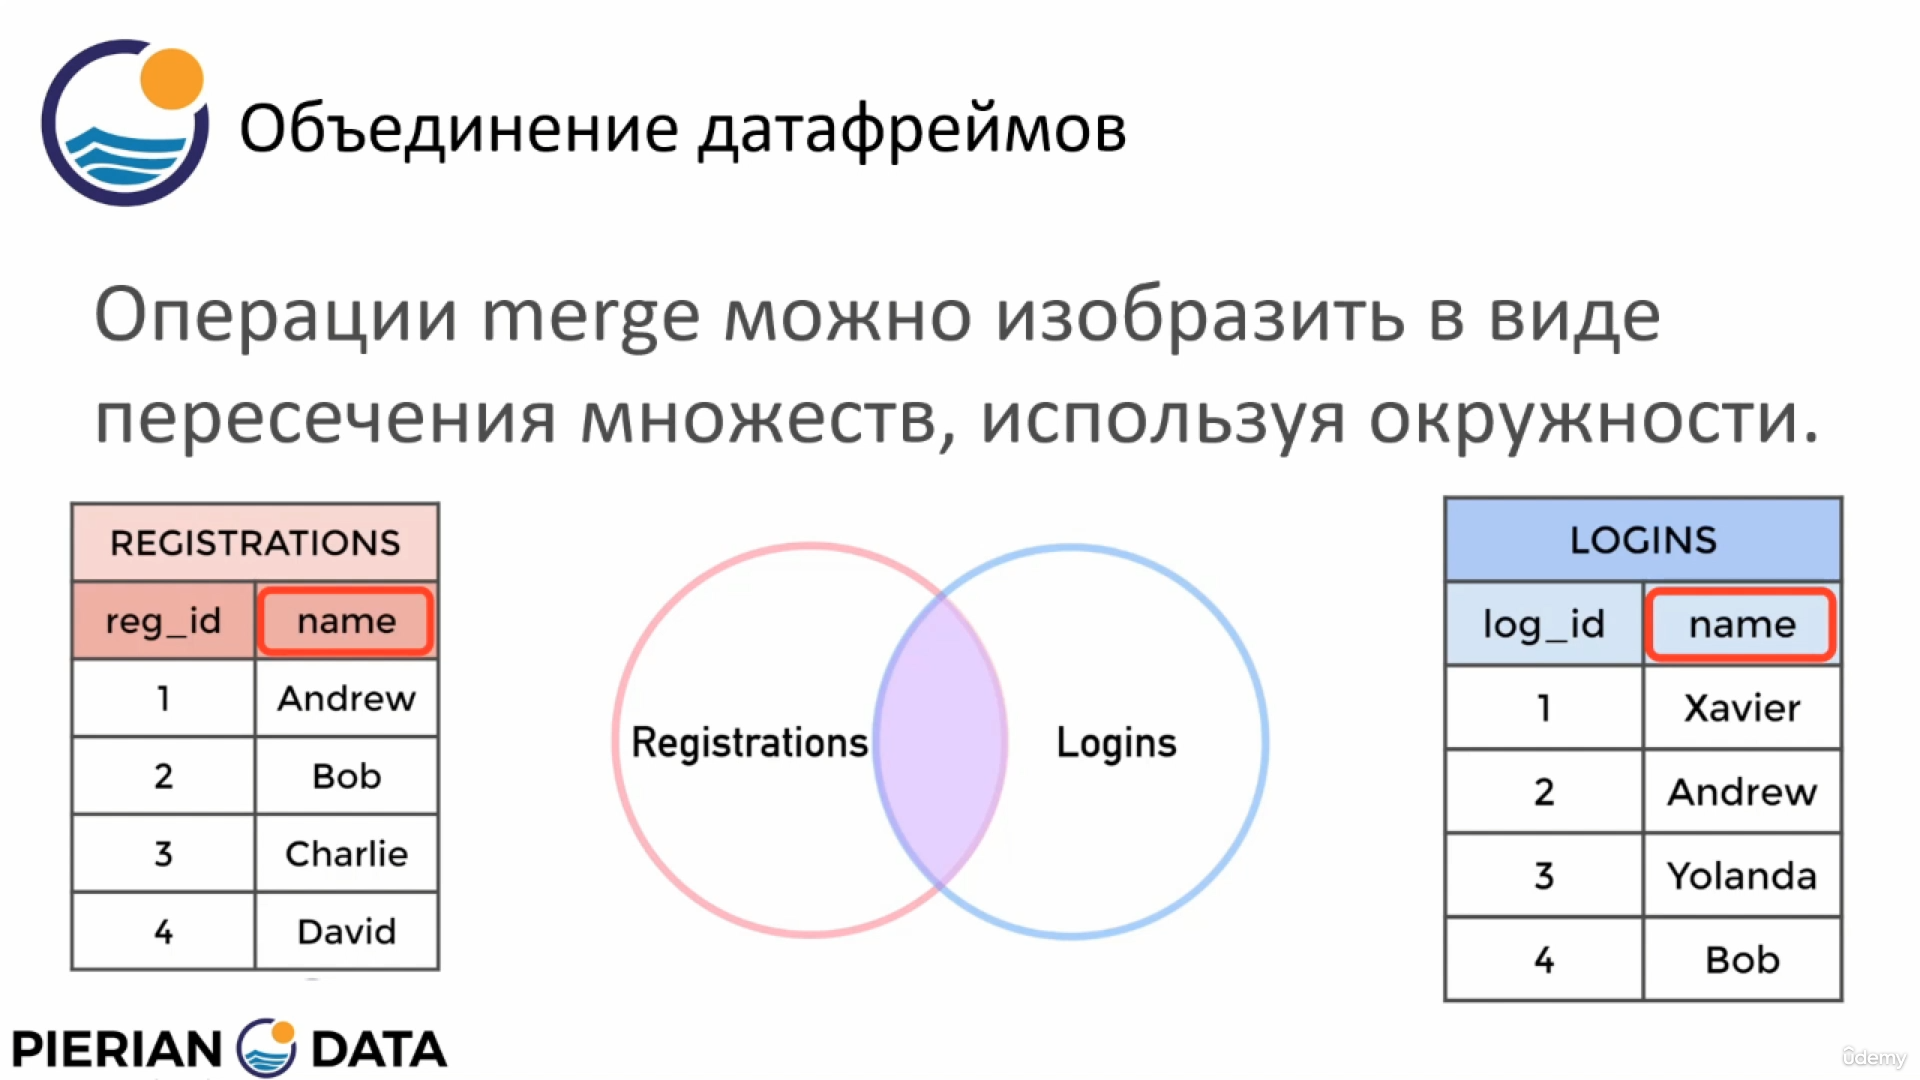 Объединение датафреймов
Операции merge можно изобразить в виде
пересечения множеств, используя окружности.
REGISTRATIONS
reg_id name
1 Andrew
2 Bob
3 Charlie
4 David
Registrations
Logins
LOGINS
log_id name
1 Xavier
2 Andrew
3 Yolanda
4 Bob
PIERIAN DATA
ûdemy